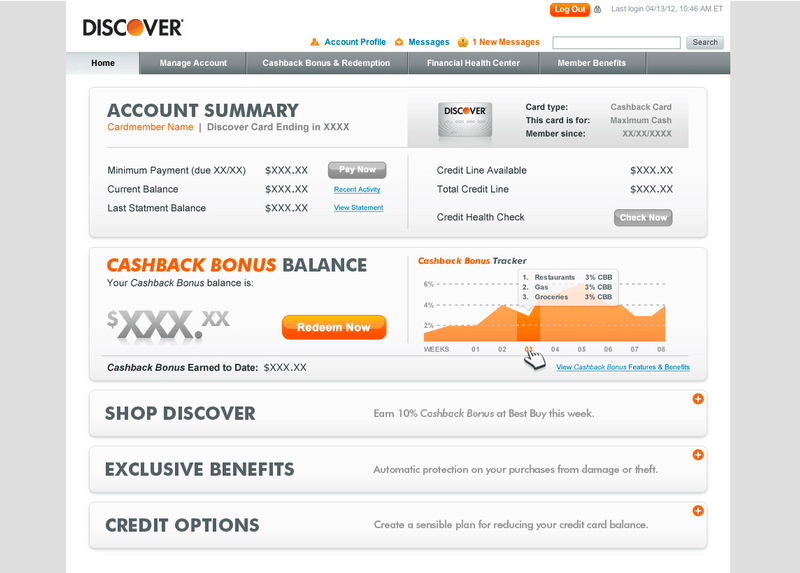 Log Out Last login 04/13/12, 10:46 AM ET
DISCOVER
Account Profile Messages 1 New Messages Search
Home Manage Account Cashback Bonus & Redemption Financial Health Center Member Benefits
ACCOUNT SUMMARY
Cardmember Name | Discover Card Ending in XXXX
DISCOVER
Card type: Cashback Card
This card is for: Maximum Cash
Member since: XX/XX/XXXX
Minimum Payment (due XX/XX) $XXX.XX Pay Now
Current Balance $XXX.XX Recent Activity
Last Statment Balance $XXX.XX View Statement
Credit Line Available $XXX.XX
Total Credit Line $XXX.XX
Credit Health Check Check Now
CASHBACK BONUS BALANCE
Your Cashback Bonus balance is:
$XXX.XX Redeem Now
Cashback Bonus Earned to Date: $XXX.XX
Cashback Bonus Tracker
1. Restaurants 3% CBB
2. Gas 3% CBB
3. Groceries 3% CBB
6%
4%
2%
WEEKS 01 02 03 04 05 06 07 08
View Cashback Bonus Features & Benefits
SHOP DISCOVER Earn 10% Cashback Bonus at Best Buy this week.
EXCLUSIVE BENEFITS Automatic protection on your purchases from damage or theft.
CREDIT OPTIONS Create a sensible plan for reducing your credit card balance.